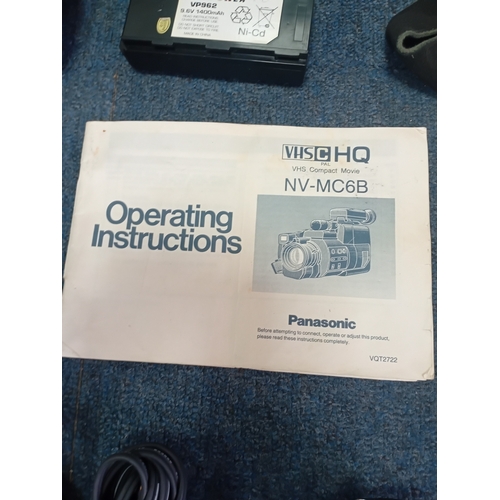 VP962
9.6V 1400mAh
Ni-Cd
VHSC HQ
PAL
VHS Compact Movie
NV-MC6B
Operating
Instructions
Panasonic
Before attempting to connect, operate or adjust this product,
please read these instructions completely.
VQT2722